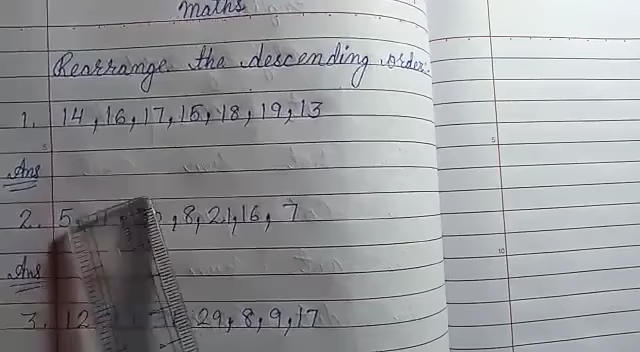 Maths
Rearrange the descending order:
1. 14, 16, 17, 15, 18, 19, 13
Ans
2. 5, 8, 21, 16, 7
Ans
3. 12 29, 8, 9, 17